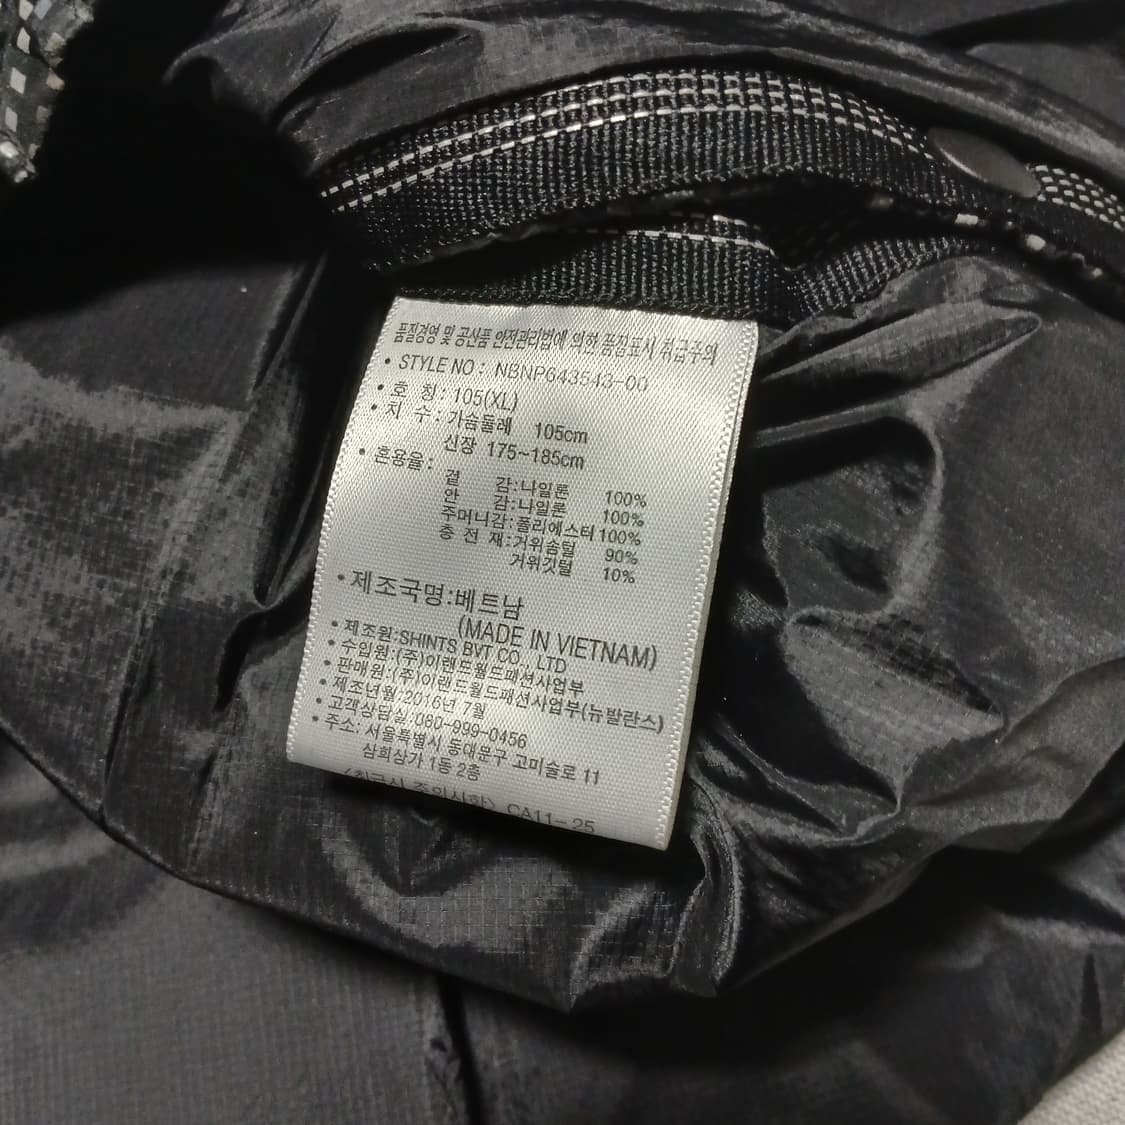 품질경영 및 공산품 안전관리법에 의한 품질표시 취급주의
• STYLE NO : NBNP643543-00
• 호 칭 : 105(XL)
• 치 수 : 가슴둘레 105cm
신장 175~185cm
• 혼용율 :
겉 감:나일론 100%
안 감:나일론 100%
주머니감:폴리에스터 100%
충 전 재:거위솜털 90%
거위깃털 10%
• 제조국명:베트남
(MADE IN VIETNAM)
• 제조원:SHINTS BVT CO., LTD
• 수입원:(주)이랜드월드패션사업부
• 판매원:(주)이랜드월드패션사업부(뉴발란스)
• 제조년월:2016년 7월
• 고객상담실:080-999-0456
• 주소: 서울특별시 동대문구 고미술로 11
삼희상가 1동 2층
(취급시 주의사항) CA11-25